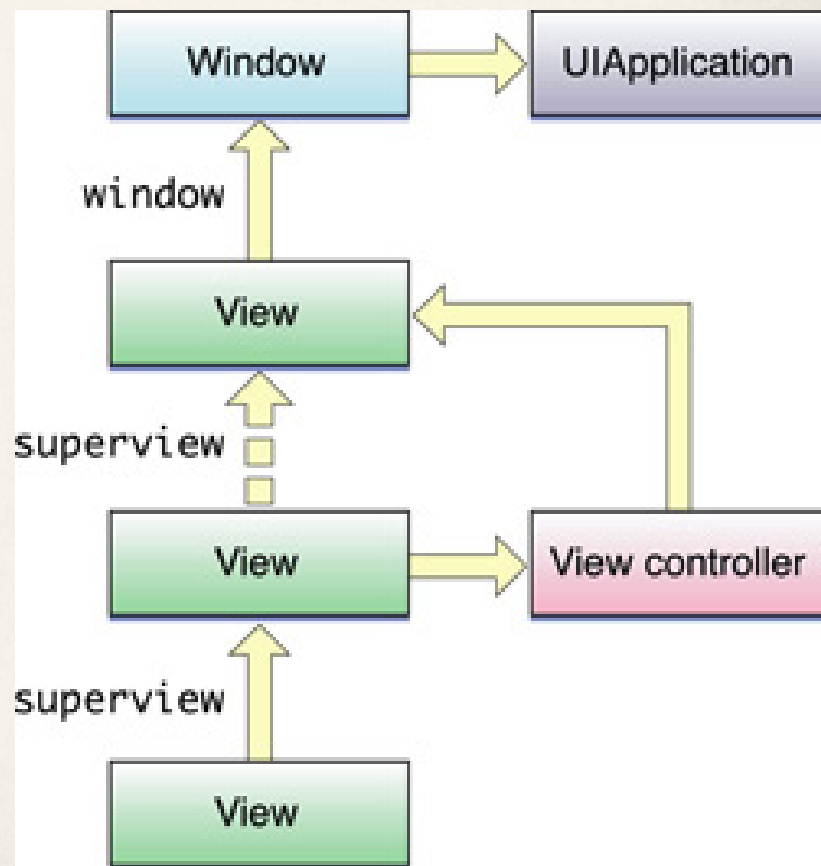 Window
UIApplication
window
View
superview
View
View controller
superview
View